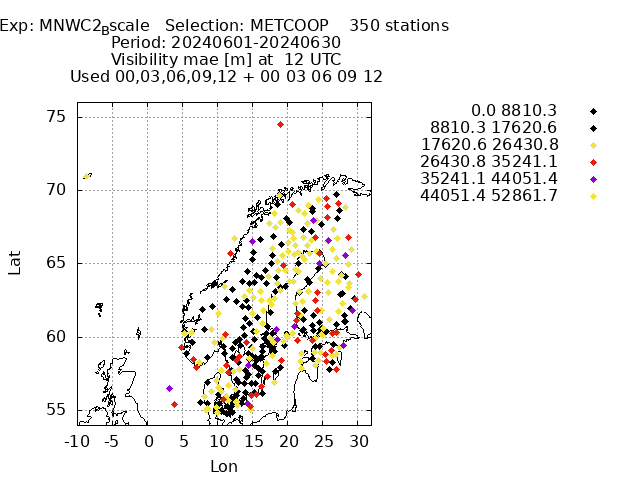 Exp: MNWC2Bscale   Selection: METCOOP    350 stations
Period: 20240601-20240630
Visibility mae [m] at  12 UTC
Used 00,03,06,09,12 + 00 03 06 09 12
0.0 8810.3
8810.3 17620.6
17620.6 26430.8
26430.8 35241.1
35241.1 44051.4
44051.4 52861.7
75
70
65
60
55
Lat
-10 -5 0 5 10 15 20 25 30
Lon